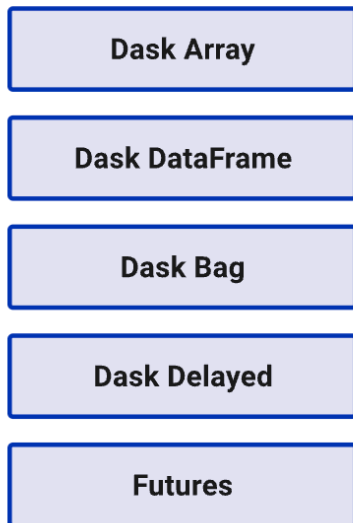 Dask Array
Dask DataFrame
Dask Bag
Dask Delayed
Futures